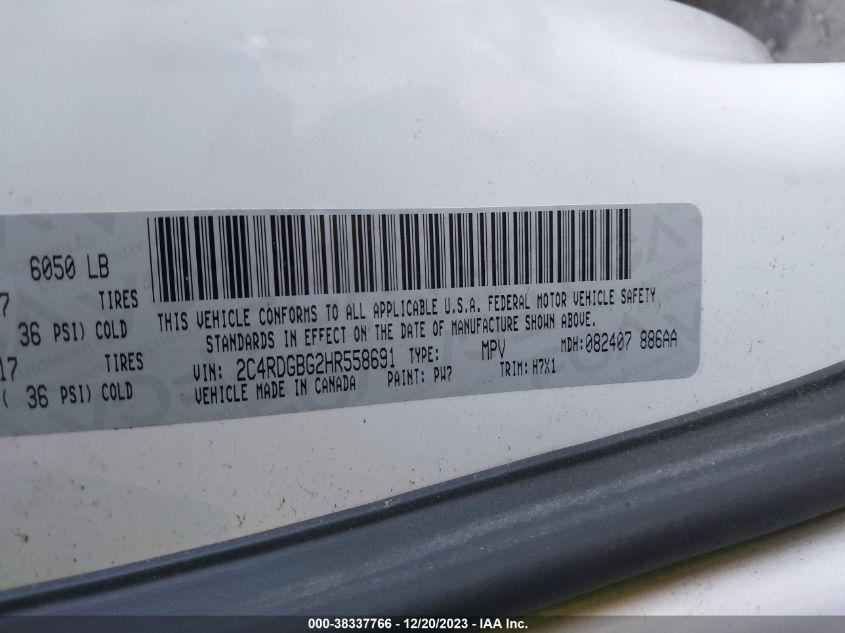 6050 LB
7 TIRES
36 PSI) COLD
17 TIRES
( 36 PSI) COLD
THIS VEHICLE CONFORMS TO ALL APPLICABLE U.S.A. FEDERAL MOTOR VEHICLE SAFETY
STANDARDS IN EFFECT ON THE DATE OF MANUFACTURE SHOWN ABOVE.
VIN: 2C4RDGBG2HR558691 TYPE: MPV MDH:082407 886AA
VEHICLE MADE IN CANADA PAINT: PW7 TRIM: H7X1
000-38337766 - 12/20/2023 - IAA Inc.